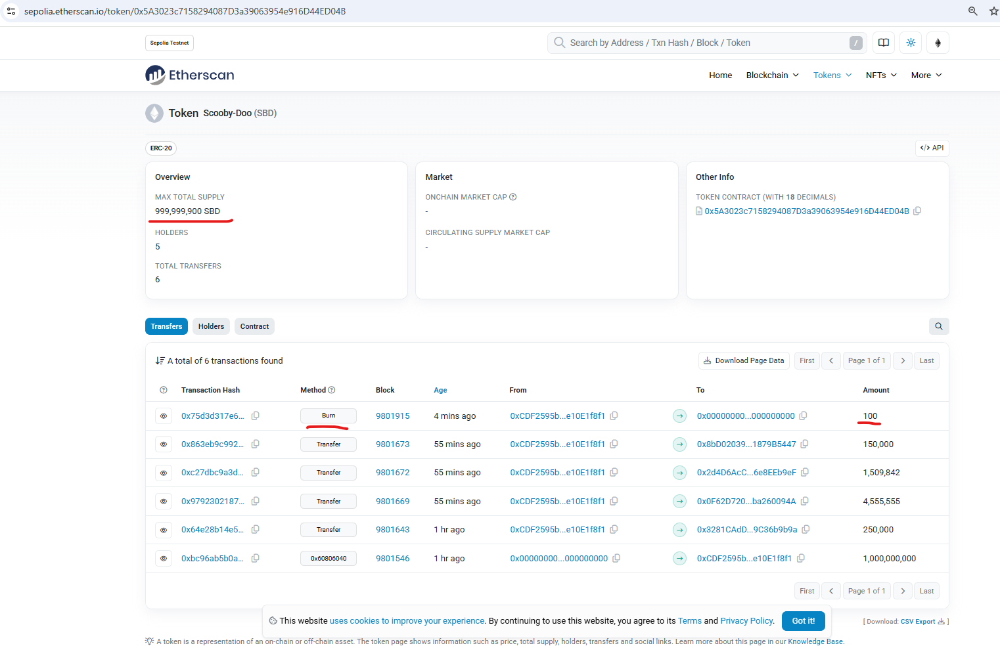 sepolia.etherscan.io/token/0x5A3023c7158294087D3a39063954e916D44ED04B
Sepolia Testnet
Search by Address / Txn Hash / Block / Token
/
Etherscan
Home Blockchain Tokens NFTs More
Token Scooby-Doo (SBD)
ERC-20
</> API
Overview
MAX TOTAL SUPPLY
999,999,900 SBD
HOLDERS
5
TOTAL TRANSFERS
6
Market
ONCHAIN MARKET CAP
-
CIRCULATING SUPPLY MARKET CAP
-
Other Info
TOKEN CONTRACT (WITH 18 DECIMALS)
0x5A3023c7158294087D3a39063954e916D44ED04B
Transfers Holders Contract
A total of 6 transactions found
Download Page Data First Page 1 of 1 Last
Transaction Hash Method Block Age From To Amount
0x75d3d317e6... Burn 9801915 4 mins ago 0xCDF2595b...e10E1f8f1 0x00000000...000000000 100
0x863eb9c992... Transfer 9801673 55 mins ago 0xCDF2595b...e10E1f8f1 0x8bD02039...1879B5447 150,000
0xc27dbc9a3d... Transfer 9801672 55 mins ago 0xCDF2595b...e10E1f8f1 0x2d4D6AcC...6e8EEb9eF 1,509,842
0x9792302187... Transfer 9801669 55 mins ago 0xCDF2595b...e10E1f8f1 0x0F62D720...ba260094A 4,555,555
0x64e28b14e5... Transfer 9801643 1 hr ago 0xCDF2595b...e10E1f8f1 0x3281CAdD...9C36b9b9a 250,000
0xbc96ab5b0a... 0x60806040 9801546 1 hr ago 0x00000000...000000000 0xCDF2595b...e10E1f8f1 1,000,000,000
First Page 1 of 1 Last
This website uses cookies to improve your experience. By continuing to use this website, you agree to its Terms and Privacy Policy. Got it!
[ Download: CSV Export ]
A token is a representation of an on-chain or off-chain asset. The token page shows information such as price, total supply, holders, transfers and social links. Learn more about this page in our Knowledge Base.